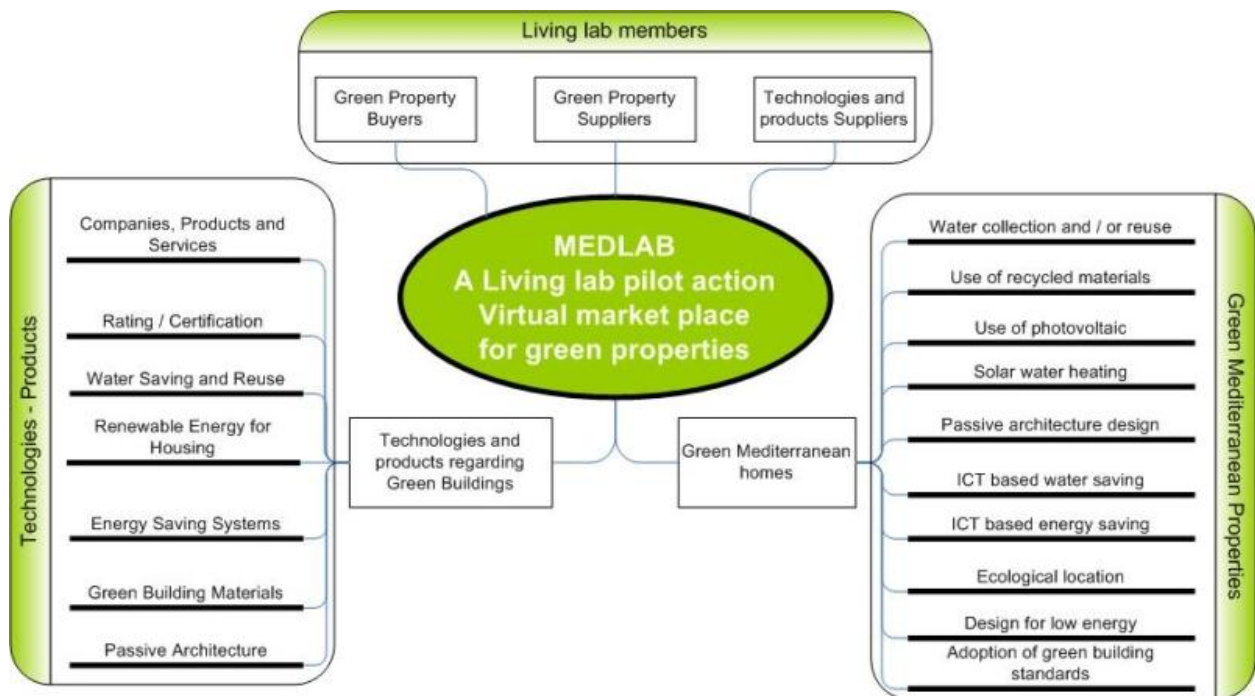 Living lab members
Green Property
Buyers
Green Property
Suppliers
Technologies and
products Suppliers
MEDLAB
A Living lab pilot action
Virtual market place
for green properties
Technologies - Products
Companies, Products and
Services
Rating / Certification
Water Saving and Reuse
Renewable Energy for
Housing
Energy Saving Systems
Green Building Materials
Passive Architecture
Technologies and
products regarding
Green Buildings
Green Mediterranean
homes
Water collection and / or reuse
Use of recycled materials
Use of photovoltaic
Solar water heating
Passive architecture design
ICT based water saving
ICT based energy saving
Ecological location
Design for low energy
Adoption of green building
standards
Green Mediterranean Properties